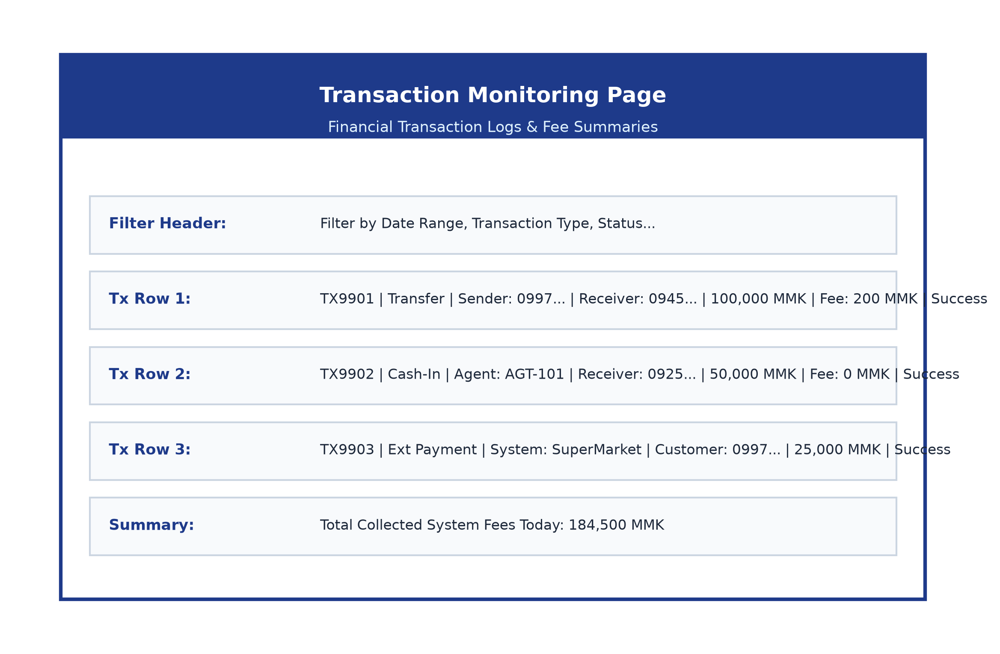 Transaction Monitoring Page
Financial Transaction Logs & Fee Summaries
Filter Header: Filter by Date Range, Transaction Type, Status...
Tx Row 1: TX9901 | Transfer | Sender: 0997... | Receiver: 0945... | 100,000 MMK | Fee: 200 MMK | Success
Tx Row 2: TX9902 | Cash-In | Agent: AGT-101 | Receiver: 0925... | 50,000 MMK | Fee: 0 MMK | Success
Tx Row 3: TX9903 | Ext Payment | System: SuperMarket | Customer: 0997... | 25,000 MMK | Success
Summary: Total Collected System Fees Today: 184,500 MMK